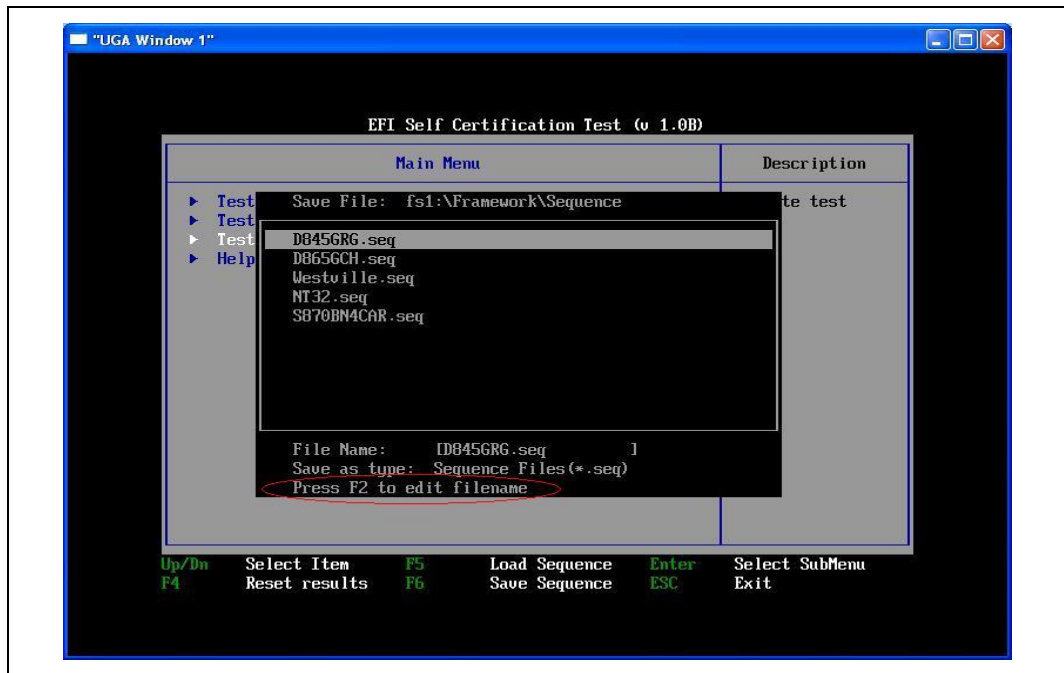 "UGA Window 1"
EFI Self Certification Test (v 1.0B)
Main Menu
Description
Test
Test
Test
Help
te test
Save File: fs1:\Framework\Sequence
D845GRG.seq
D865GCH.seq
Westville.seq
NT32.seq
S870BN4CAR.seq
File Name: [D845GRG.seq ]
Save as type: Sequence Files(*.seq)
Press F2 to edit filename
Up/Dn Select Item F5 Load Sequence Enter Select SubMenu
F4 Reset results F6 Save Sequence ESC Exit